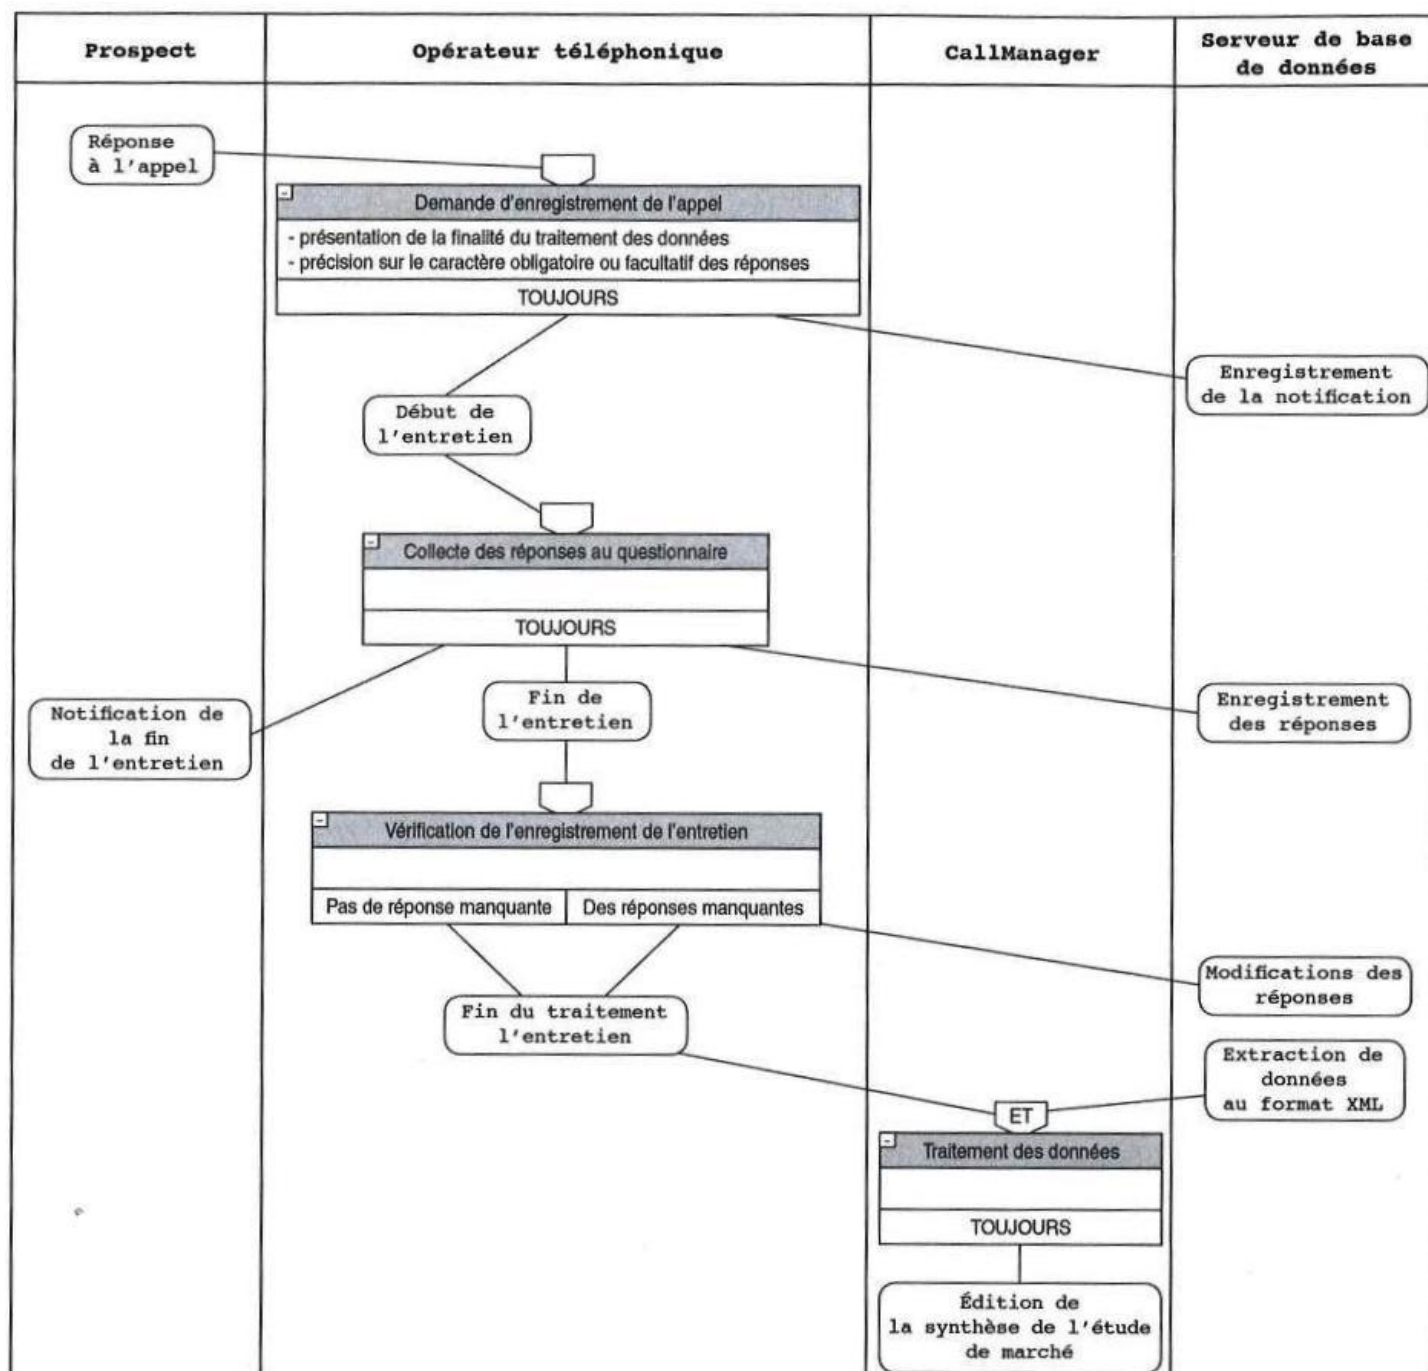 Prospect
Opérateur téléphonique
CallManager
Serveur de base
de données
Réponse
à l'appel
Demande d'enregistrement de l'appel
- présentation de la finalité du traitement des données
- précision sur le caractère obligatoire ou facultatif des réponses
TOUJOURS
Enregistrement
de la notification
Début de
l'entretien
Collecte des réponses au questionnaire
TOUJOURS
Notification de
la fin
de l'entretien
Fin de
l'entretien
Enregistrement
des réponses
Vérification de l'enregistrement de l'entretien
Pas de réponse manquante
Des réponses manquantes
Modifications des
réponses
Fin du traitement
l'entretien
Extraction de
données
au format XML
ET
Traitement des données
TOUJOURS
Édition de
la synthèse de l'étude
de marché